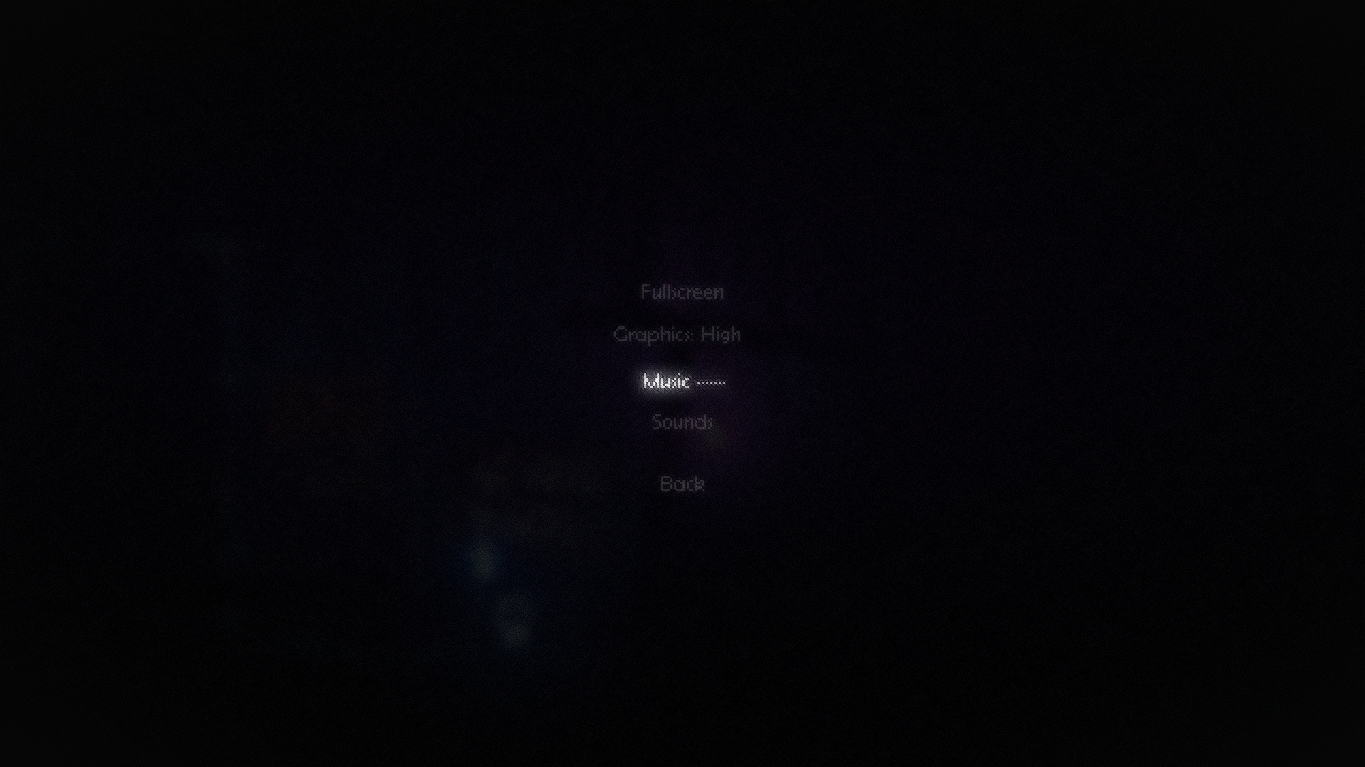 Fullscreen
Graphics: High
Music -------
Sounds
Back